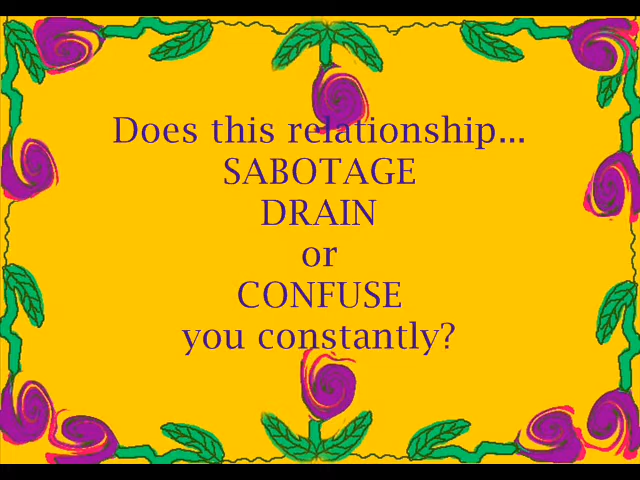 Does this relationship...
SABOTAGE
DRAIN
or
CONFUSE
you constantly?